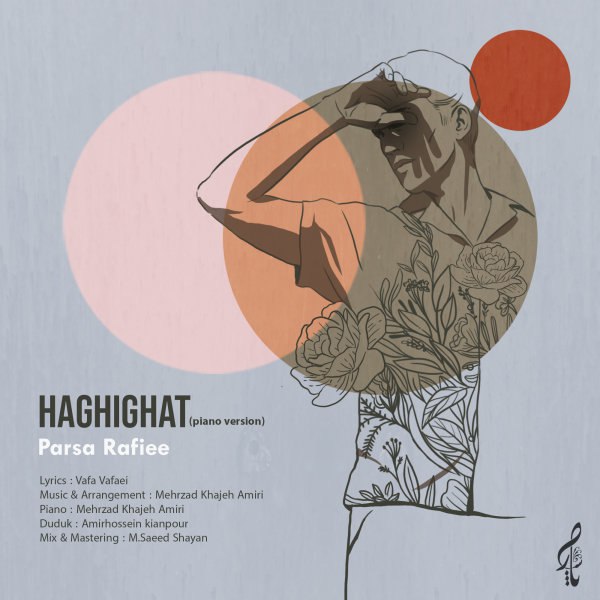 HAGHIGHAT (piano version)
Parsa Rafiee
Lyrics : Vafa Vafaei
Music & Arrangement : Mehrzad Khajeh Amiri
Piano : Mehrzad Khajeh Amiri
Duduk : Amirhossein kianpour
Mix & Mastering : M.Saeed Shayan